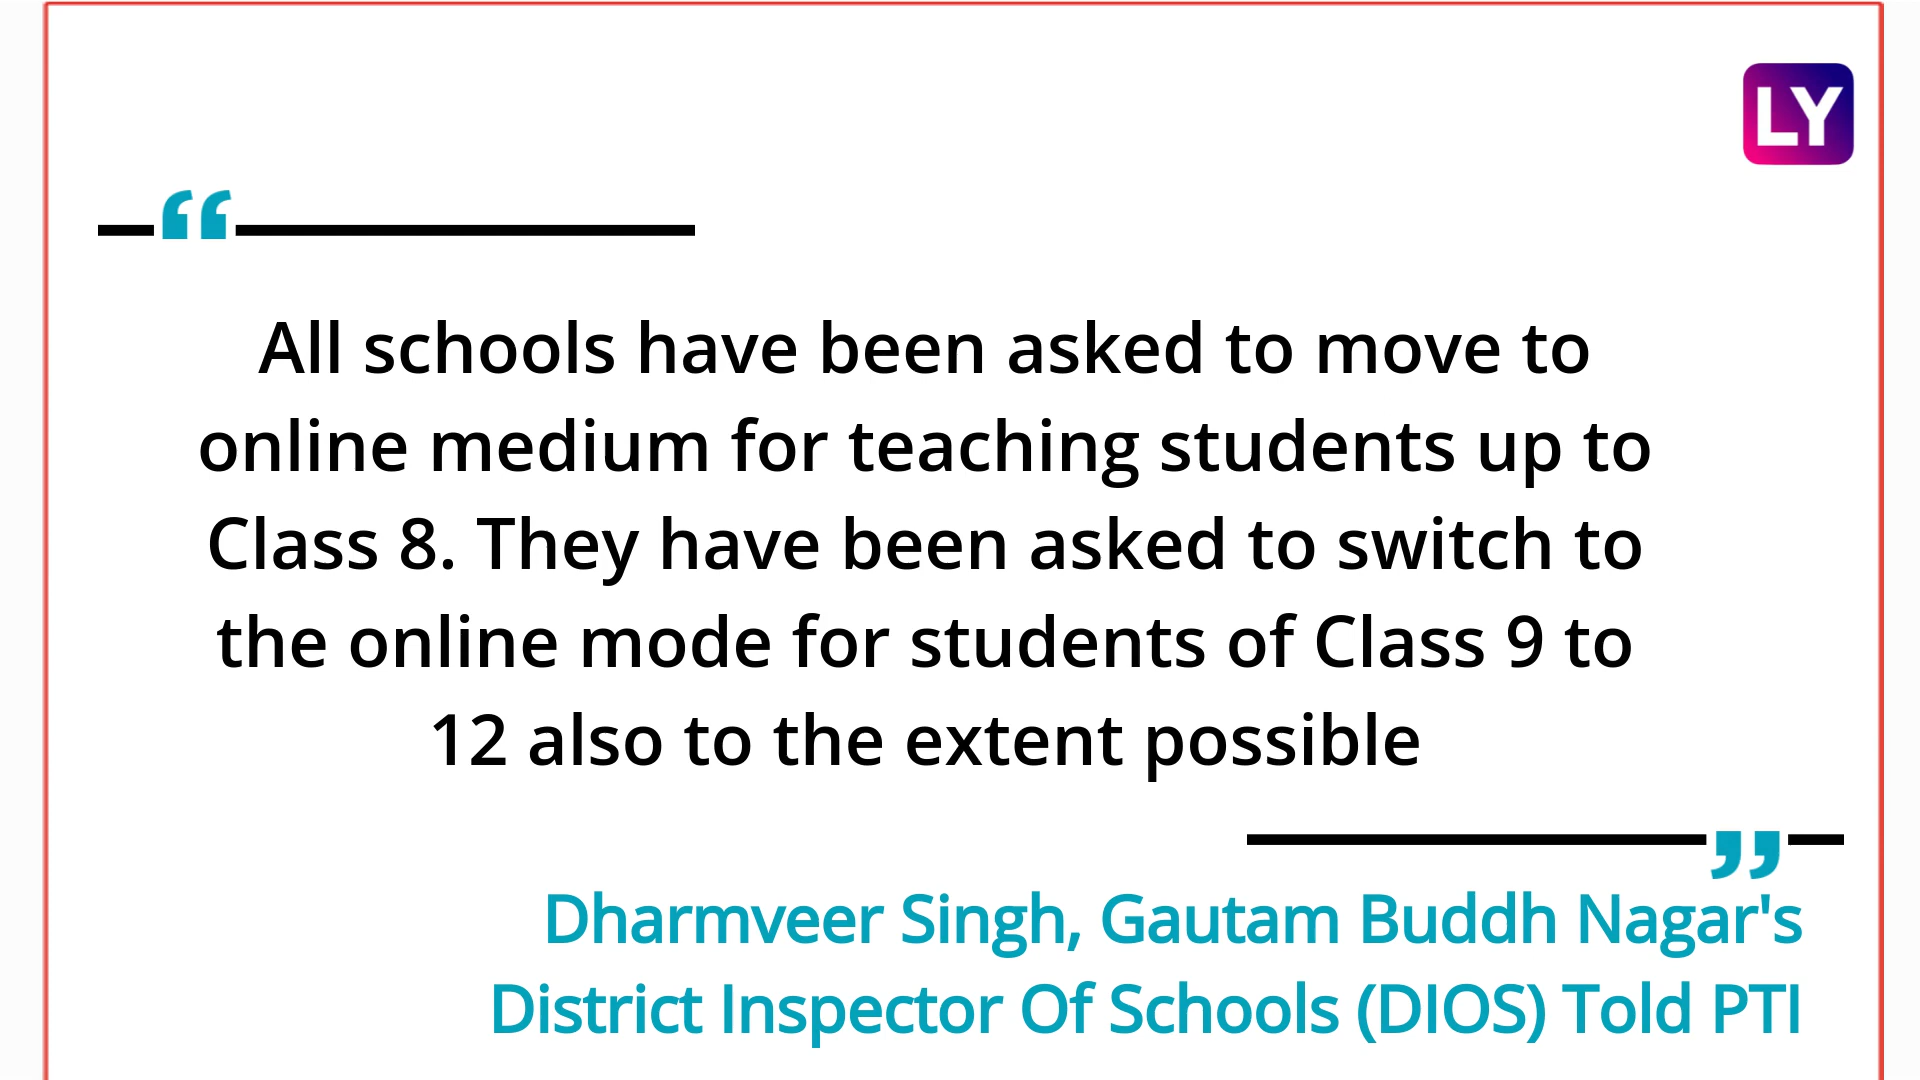 LY
“
All schools have been asked to move to
online medium for teaching students up to
Class 8. They have been asked to switch to
the online mode for students of Class 9 to
12 also to the extent possible
”
Dharmveer Singh, Gautam Buddh Nagar's
District Inspector Of Schools (DIOS) Told PTI